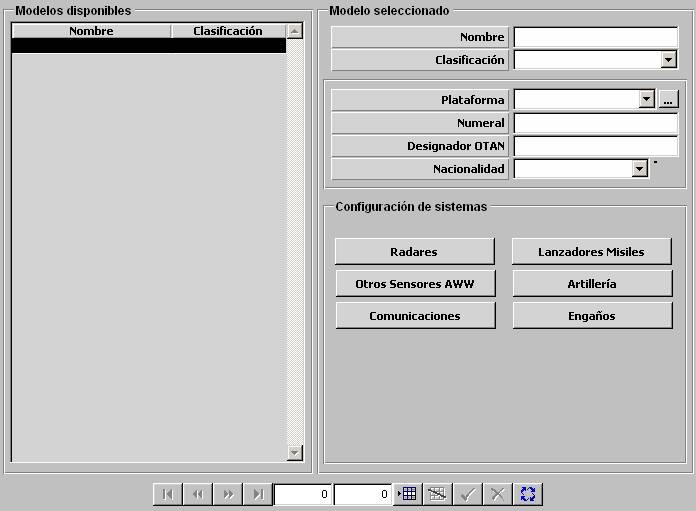 Modelos disponibles
Nombre Clasificación
Modelo seleccionado
Nombre
Clasificación
Plataforma ...
Numeral
Designador OTAN
Nacionalidad
Configuración de sistemas
Radares Lanzadores Misiles
Otros Sensores AWW Artillería
Comunicaciones Engaños
0 0